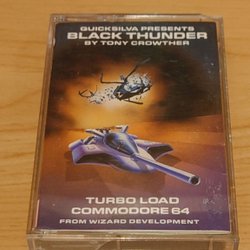 QUICKSILVA PRESENTS
BLACK THUNDER
BY TONY CROWTHER
TURBO LOAD
COMMODORE 64
FROM WIZARD DEVELOPMENT